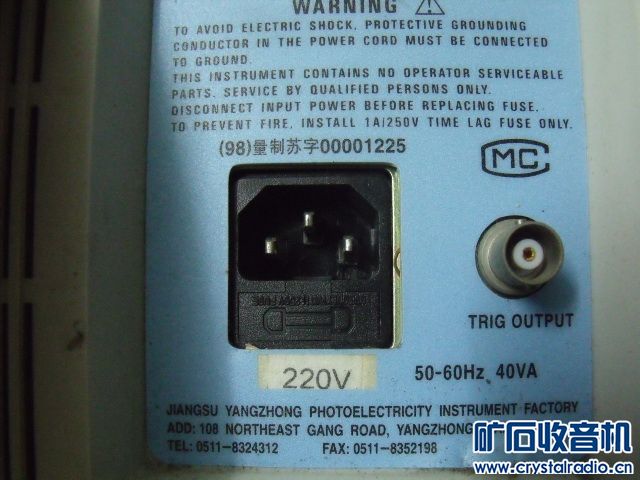 WARNING
TO AVOID ELECTRIC SHOCK, PROTECTIVE GROUNDING
CONDUCTOR IN THE POWER CORD MUST BE CONNECTED
TO GROUND.
THIS INSTRUMENT CONTAINS NO OPERATOR SERVICEABLE
PARTS. SERVICE BY QUALIFIED PERSONS ONLY.
DISCONNECT INPUT POWER BEFORE REPLACING FUSE.
TO PREVENT FIRE, INSTALL 1A/250V TIME LAG FUSE ONLY.
(98)量制苏字00001225
MC
TRIG OUTPUT
220V
50-60Hz 40VA
JIANGSU YANGZHONG PHOTOELECTRICITY INSTRUMENT FACTORY
ADD: 108 NORTHEAST GANG ROAD, YANGZHONG,
TEL: 0511-8324312 FAX: 0511-8352198
矿石收音机
www.crystalradio.cn